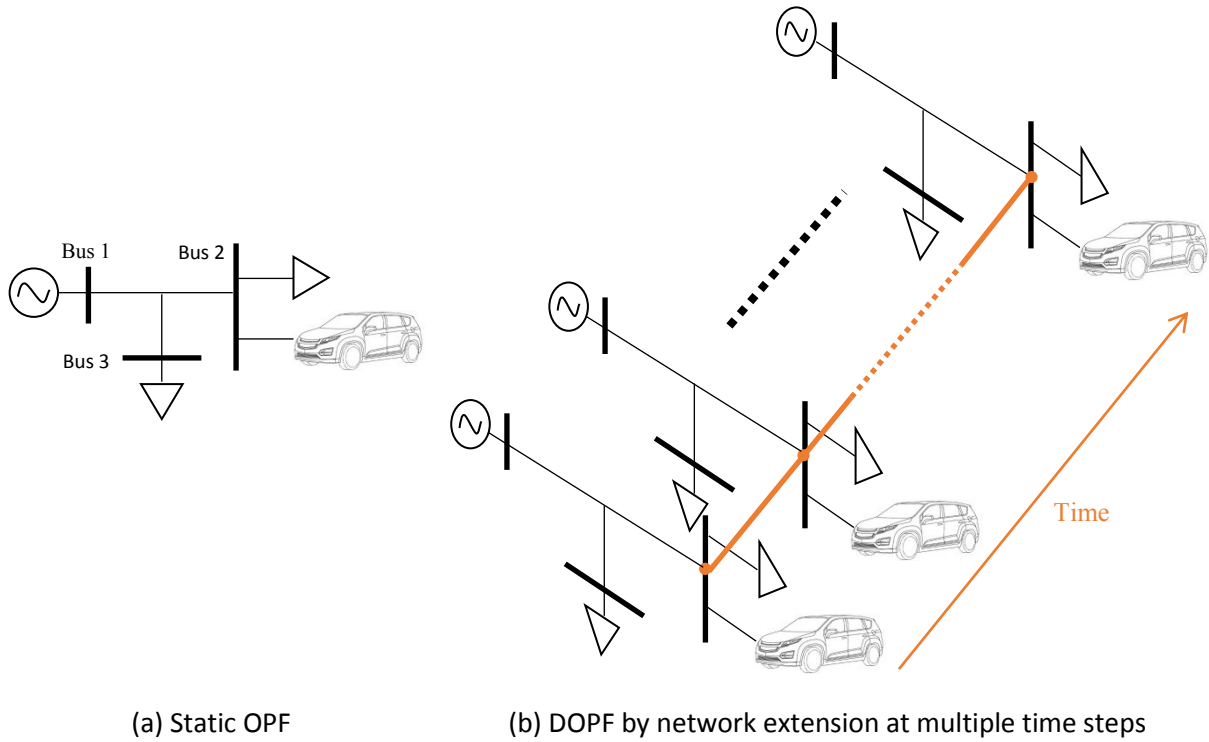 Bus 1
Bus 2
Bus 3
Time
(a) Static OPF
(b) DOPF by network extension at multiple time steps